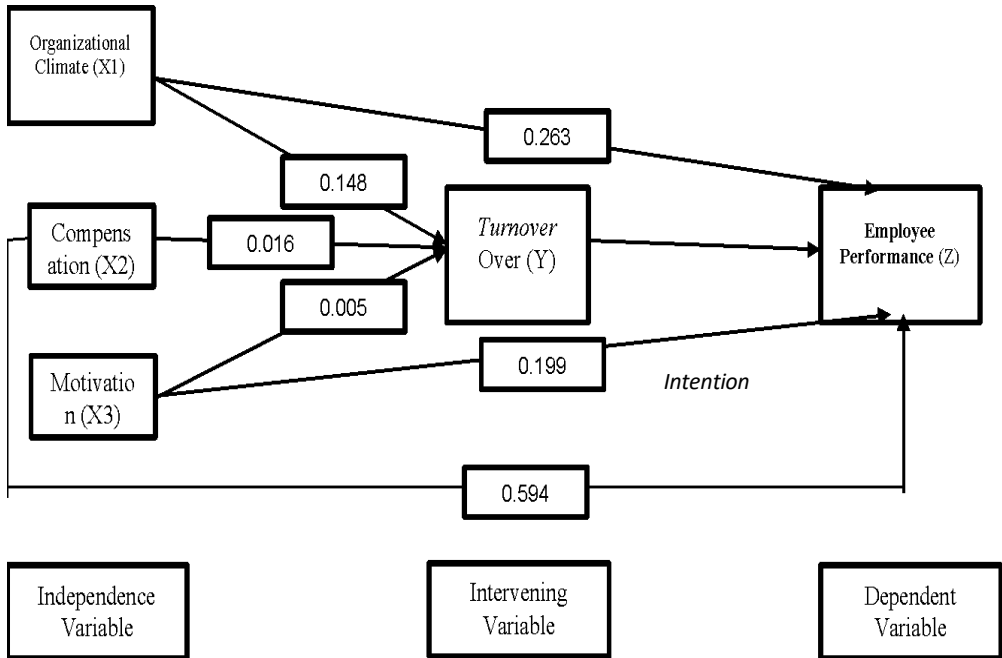 Organizational
Climate (X1)
0.263
0.148
Compens
ation (X2)
0.016
Turnover
Over (Y)
Employee
Performance (Z)
0.005
Motivatio
n (X3)
0.199
Intention
0.594
Independence
Variable
Intervening
Variable
Dependent
Variable